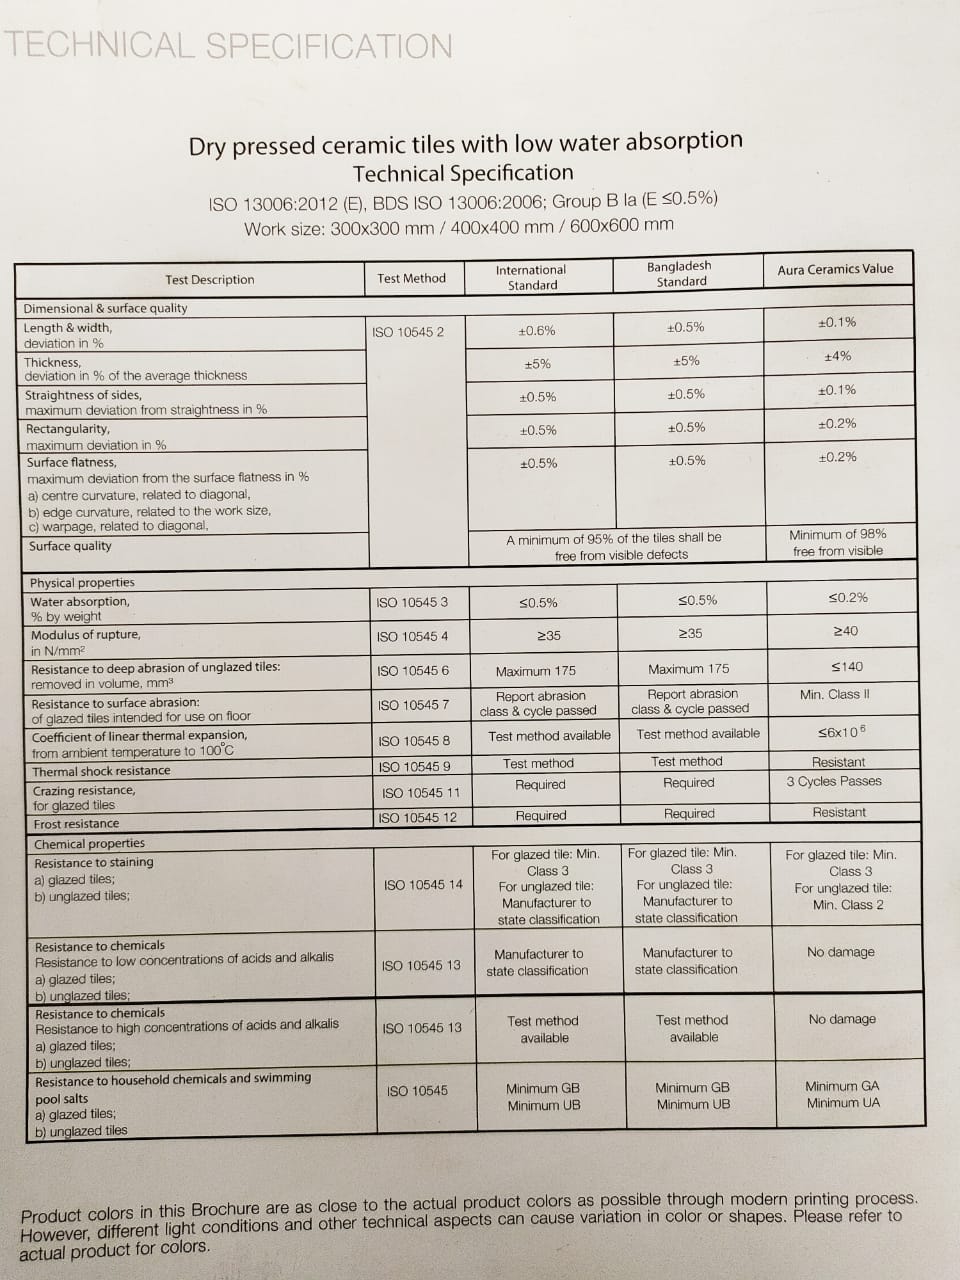 TECHNICAL SPECIFICATION
Dry pressed ceramic tiles with low water absorption
Technical Specification
ISO 13006:2012 (E), BDS ISO 13006:2006; Group B Ia (E ≤0.5%)
Work size: 300x300 mm / 400x400 mm / 600x600 mm
Test Description
Test Method
International
Standard
Bangladesh
Standard
Aura Ceramics Value
Dimensional & surface quality
Length & width,
deviation in %
ISO 10545 2
±0.6%
±0.5%
±0.1%
Thickness,
deviation in % of the average thickness
±5%
±5%
±4%
Straightness of sides,
maximum deviation from straightness in %
±0.5%
±0.5%
±0.1%
Rectangularity,
maximum deviation in %
±0.5%
±0.5%
±0.2%
Surface flatness,
maximum deviation from the surface flatness in %
a) centre curvature, related to diagonal,
b) edge curvature, related to the work size,
c) warpage, related to diagonal,
±0.5%
±0.5%
±0.2%
Surface quality
A minimum of 95% of the tiles shall be
free from visible defects
Minimum of 98%
free from visible
Physical properties
Water absorption,
% by weight
ISO 10545 3
≤0.5%
≤0.5%
≤0.2%
Modulus of rupture,
in N/mm²
ISO 10545 4
≥35
≥35
≥40
Resistance to deep abrasion of unglazed tiles:
removed in volume, mm³
ISO 10545 6
Maximum 175
Maximum 175
≤140
Resistance to surface abrasion:
of glazed tiles intended for use on floor
ISO 10545 7
Report abrasion
class & cycle passed
Report abrasion
class & cycle passed
Min. Class II
Coefficient of linear thermal expansion,
from ambient temperature to 100°C
ISO 10545 8
Test method available
Test method available
≤6x10⁶
Thermal shock resistance
ISO 10545 9
Test method
Test method
Resistant
Crazing resistance,
for glazed tiles
ISO 10545 11
Required
Required
3 Cycles Passes
Frost resistance
ISO 10545 12
Required
Required
Resistant
Chemical properties
Resistance to staining
a) glazed tiles;
b) unglazed tiles;
ISO 10545 14
For glazed tile: Min.
Class 3
For unglazed tile:
Manufacturer to
state classification
For glazed tile: Min.
Class 3
For unglazed tile:
Manufacturer to
state classification
For glazed tile: Min.
Class 3
For unglazed tile:
Min. Class 2
Resistance to chemicals
Resistance to low concentrations of acids and alkalis
a) glazed tiles;
b) unglazed tiles;
ISO 10545 13
Manufacturer to
state classification
Manufacturer to
state classification
No damage
Resistance to chemicals
Resistance to high concentrations of acids and alkalis
a) glazed tiles;
b) unglazed tiles;
ISO 10545 13
Test method
available
Test method
available
No damage
Resistance to household chemicals and swimming
pool salts
a) glazed tiles;
b) unglazed tiles
ISO 10545
Minimum GB
Minimum UB
Minimum GB
Minimum UB
Minimum GA
Minimum UA
Product colors in this Brochure are as close to the actual product colors as possible through modern printing process.
However, different light conditions and other technical aspects can cause variation in color or shapes. Please refer to
actual product for colors.